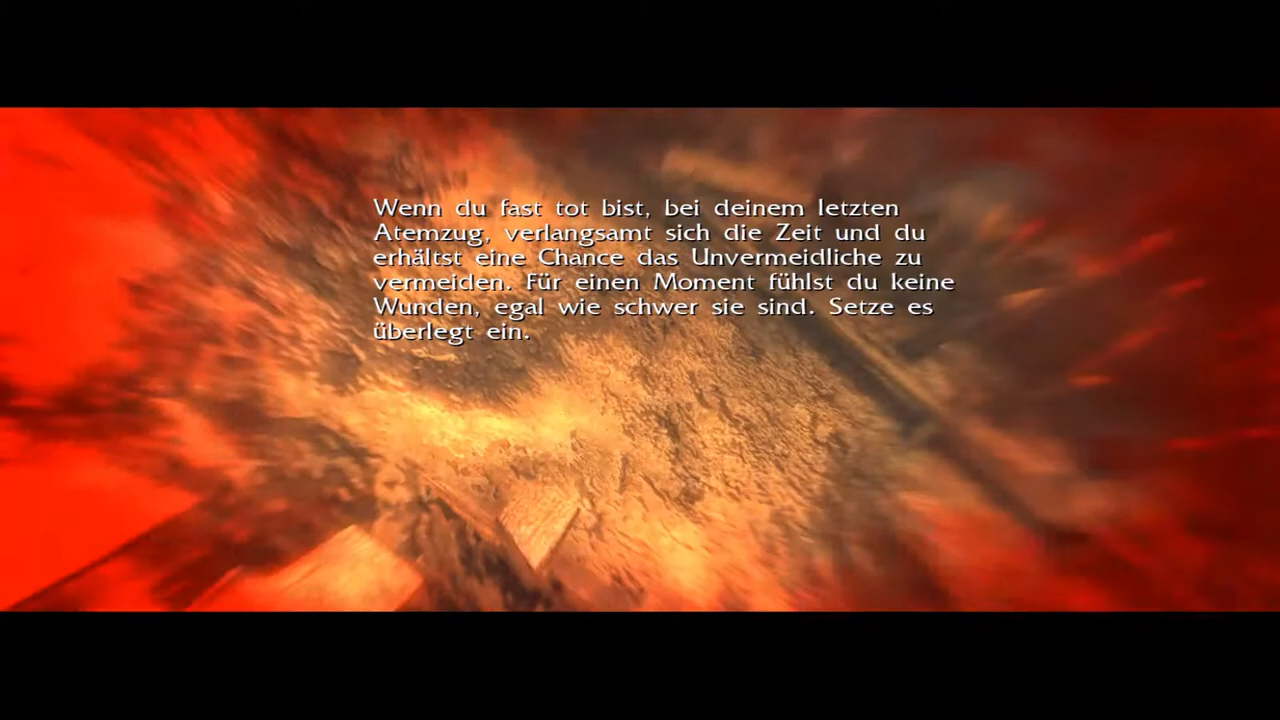 Wenn du fast tot bist, bei deinem letzten
Atemzug, verlangsamt sich die Zeit und du
erhältst eine Chance das Unvermeidliche zu
vermeiden. Für einen Moment fühlst du keine
Wunden, egal wie schwer sie sind. Setze es
überlegt ein.